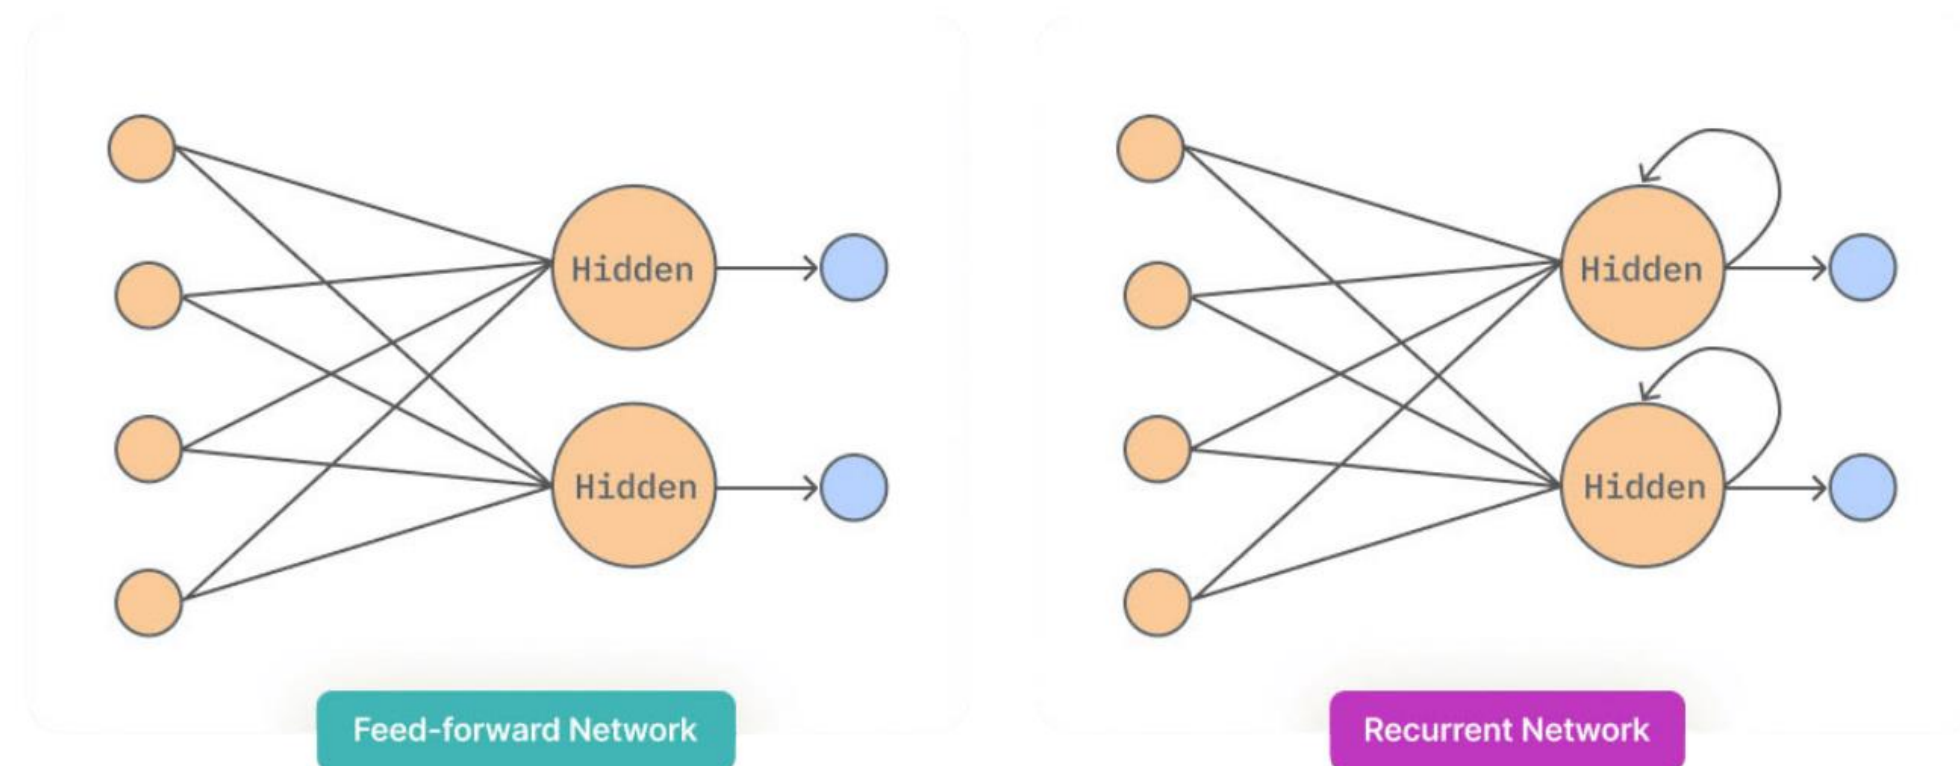 Hidden
Hidden
Feed-forward Network
Hidden
Hidden
Recurrent Network